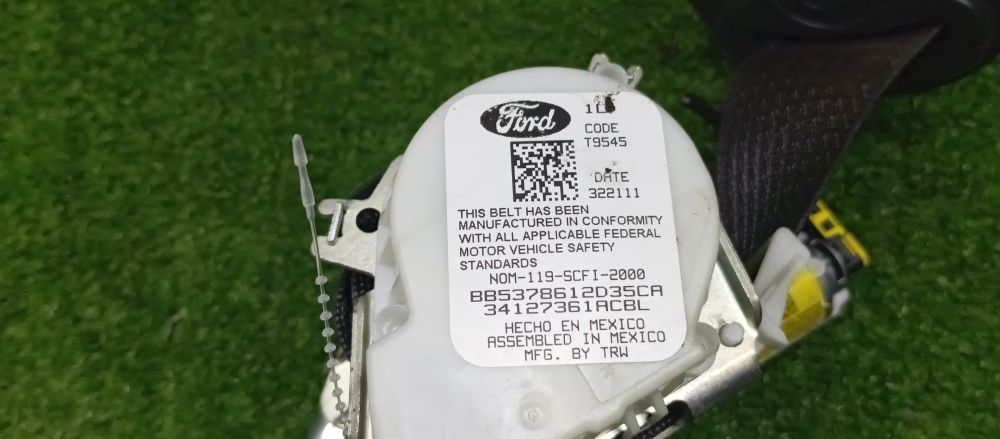 Ford
CODE
T9545
DATE
322111
THIS BELT HAS BEEN
MANUFACTURED IN CONFORMITY
WITH ALL APPLICABLE FEDERAL
MOTOR VEHICLE SAFETY
STANDARDS
NOM-119-SCFI-2000
BB5378612D35CA
34127361ACBL
HECHO EN MEXICO
ASSEMBLED IN MEXICO
MFG. BY TRW